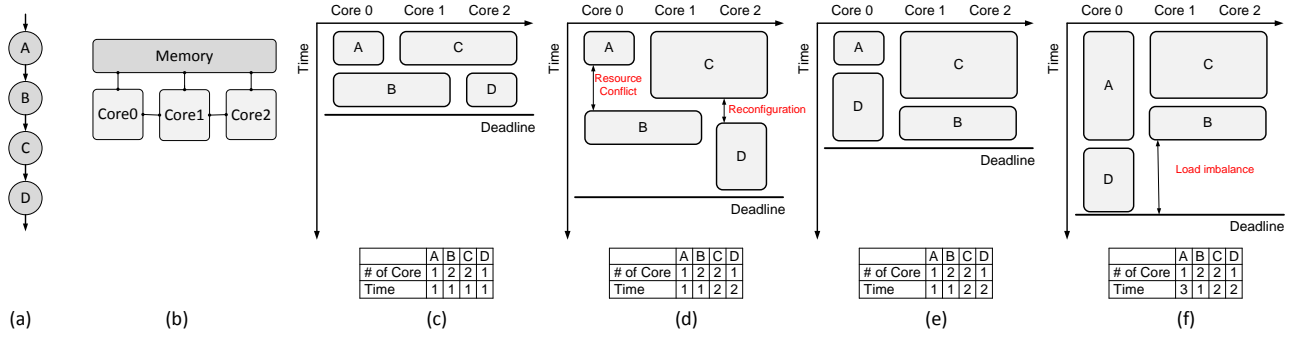 A
B
C
D
(a)
Memory
Core0
Core1
Core2
(b)
Core 0 Core 1 Core 2
Time
A
C
B
D
Deadline
A B C D
# of Core 1 2 2 1
Time 1 1 1 1
(c)
Core 0 Core 1 Core 2
Time
A
C
Resource
Conflict
Reconfiguration
B
D
Deadline
A B C D
# of Core 1 2 2 1
Time 1 1 2 2
(d)
Core 0 Core 1 Core 2
Time
A
C
D
B
Deadline
A B C D
# of Core 1 2 2 1
Time 1 1 2 2
(e)
Core 0 Core 1 Core 2
Time
A
C
B
D
Load imbalance
Deadline
A B C D
# of Core 1 2 2 1
Time 3 1 2 2
(f)